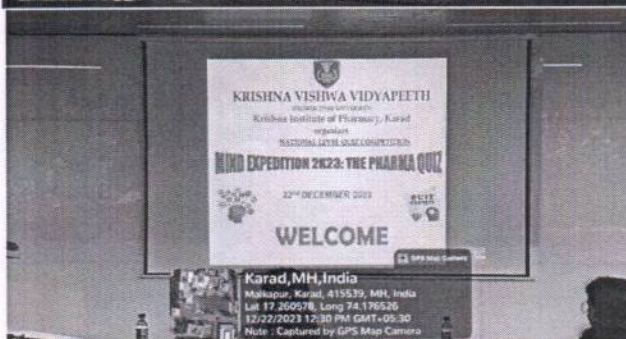 KRISHNA VISHWA VIDYAPEETH
Krishna Institute of Pharmacy, Karad
organizes
NATIONAL LEVEL QUIZ COMPETITION
MIND EXPEDITION 2K23: THE PHARMA QUIZ
22ND DECEMBER 2023
QUIZ
WELCOME
GPS Map Camera
Karad,MH,India
Malkapur, Karad, 415539, MH, India
Lat 17.260578, Long 74.176526
12/22/2023 12:30 PM GMT+05:30
Note : Captured by GPS Map Camera